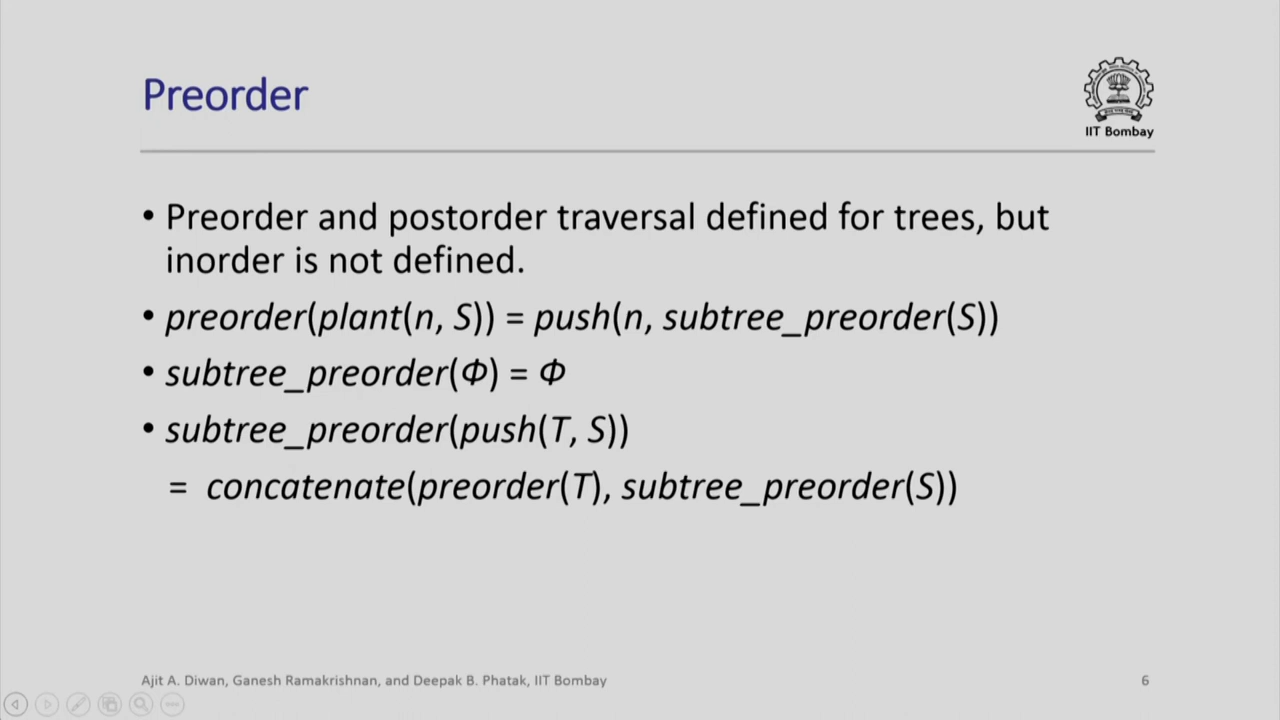 Preorder
IIT Bombay
• Preorder and postorder traversal defined for trees, but
inorder is not defined.
• preorder(plant(n, S)) = push(n, subtree_preorder(S))
• subtree_preorder(Φ) = Φ
• subtree_preorder(push(T, S))
= concatenate(preorder(T), subtree_preorder(S))
Ajit A. Diwan, Ganesh Ramakrishnan, and Deepak B. Phatak, IIT Bombay
6